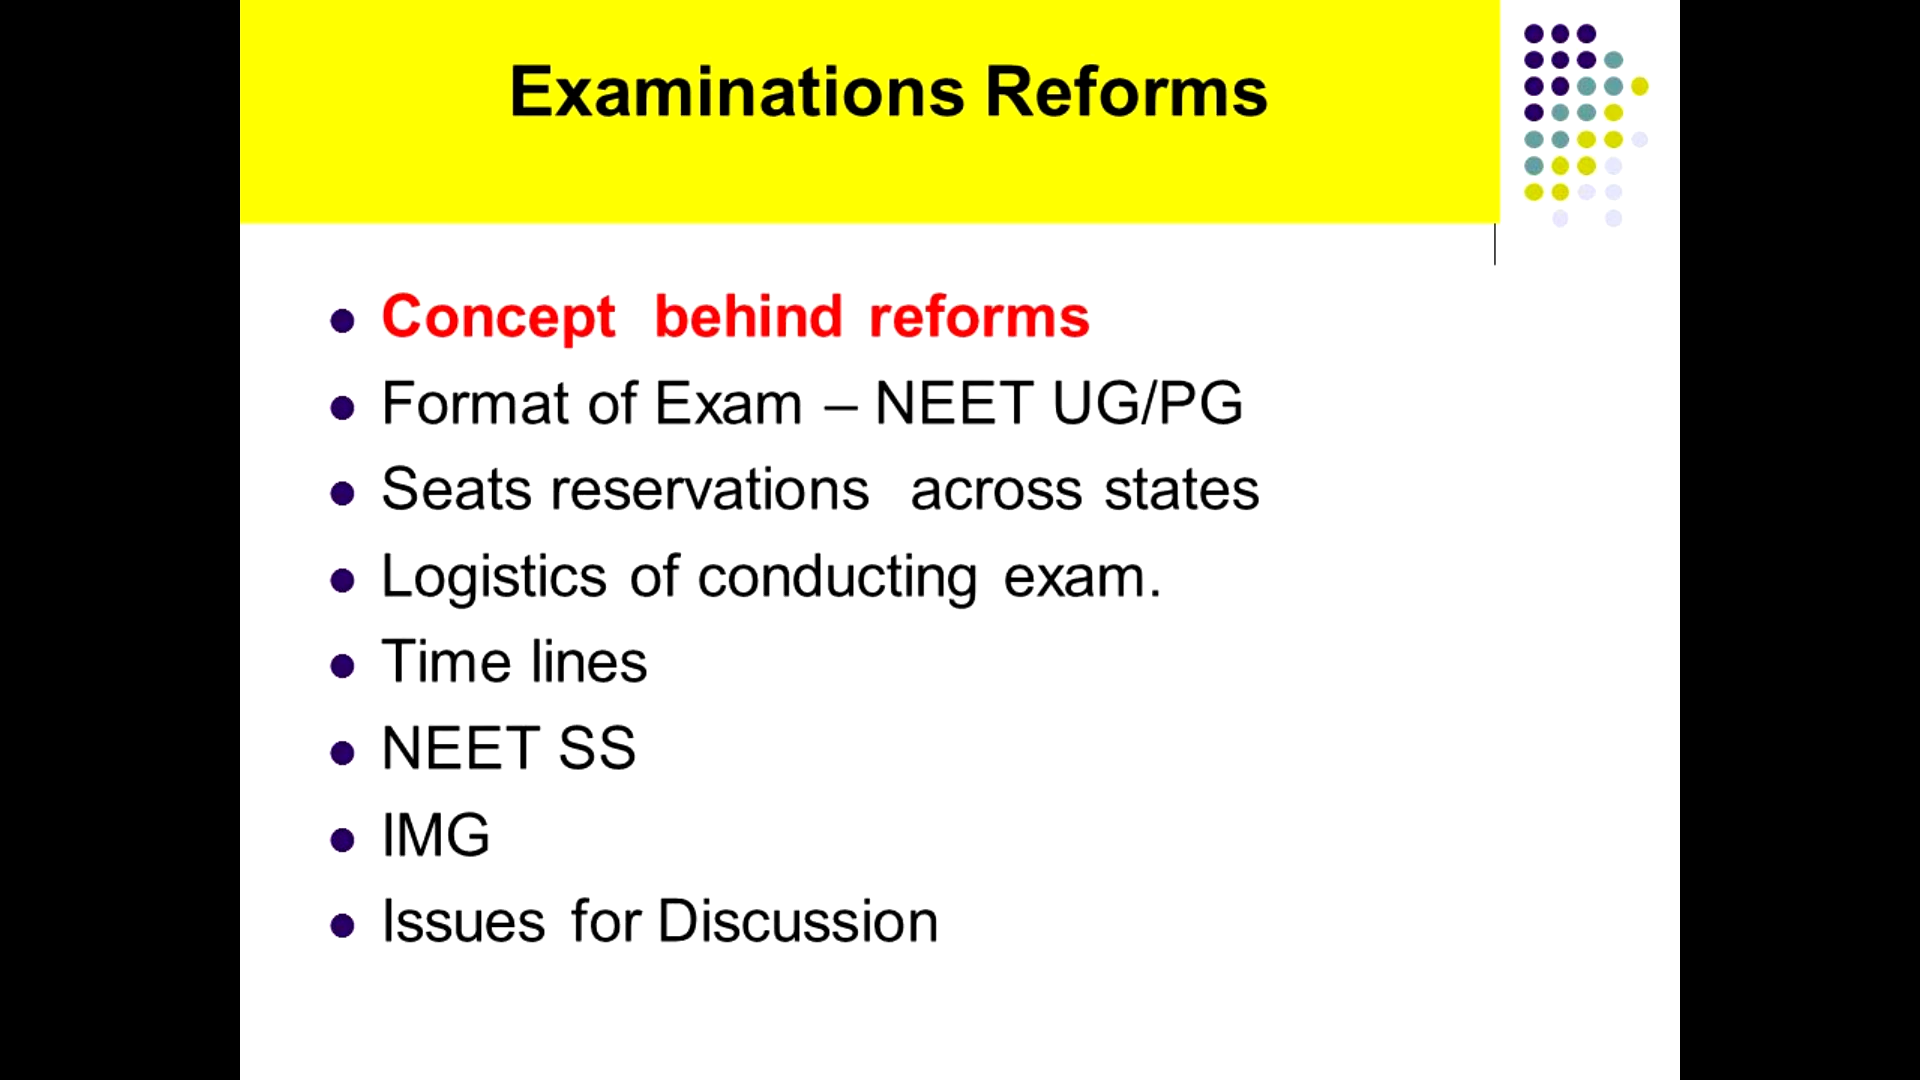 Examinations Reforms
Concept behind reforms
Format of Exam – NEET UG/PG
Seats reservations across states
Logistics of conducting exam.
Time lines
NEET SS
IMG
Issues for Discussion